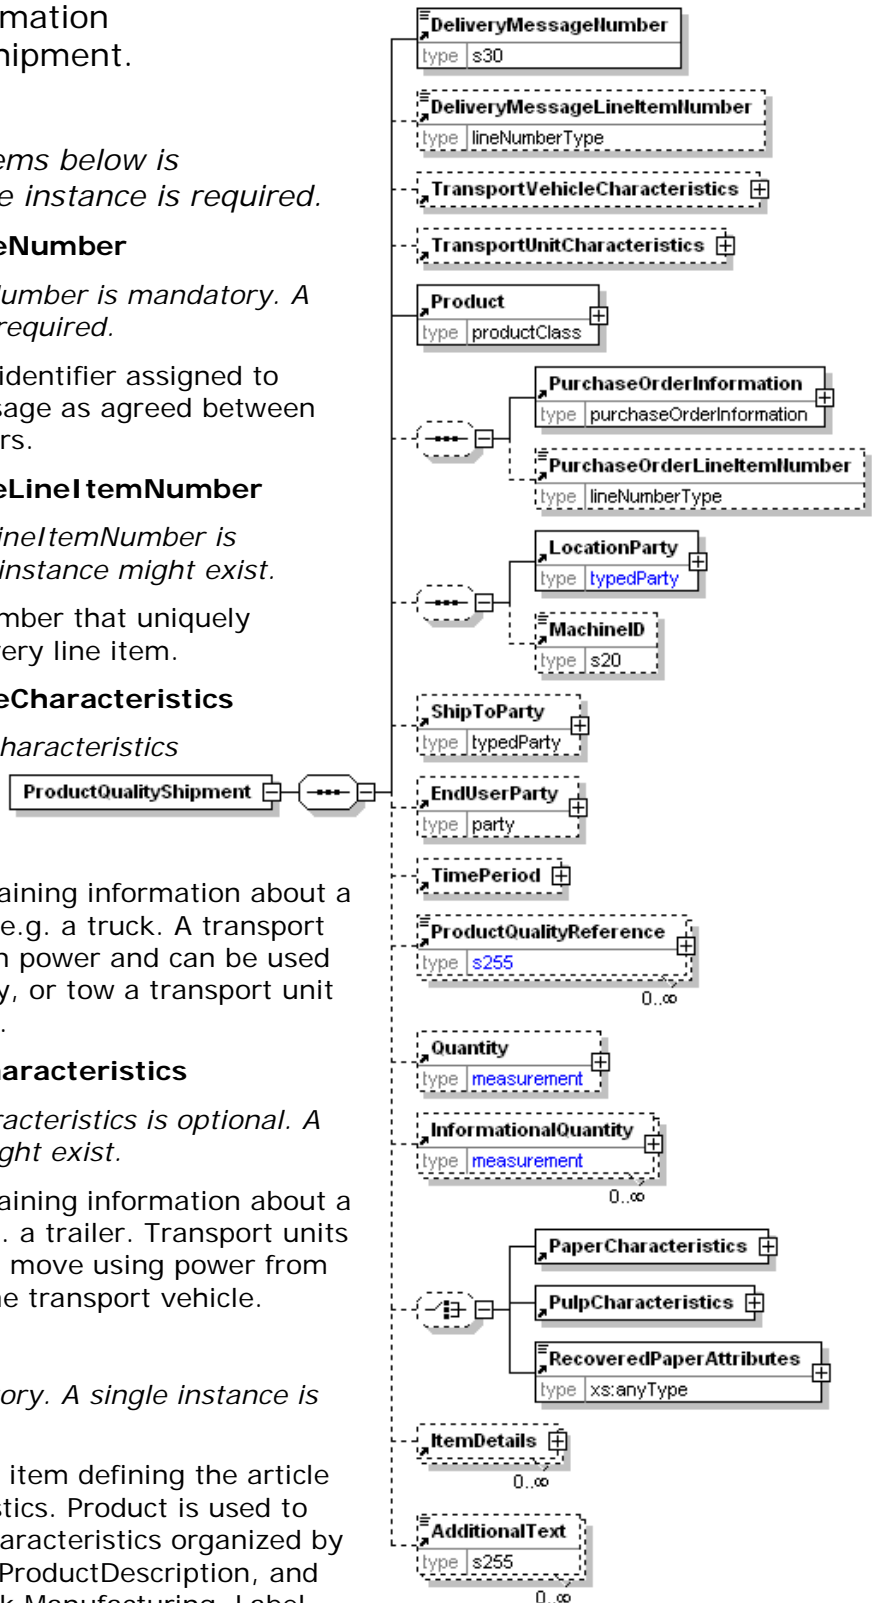 rmation
hipment.
ems below is
e instance is required.
eNumber
lumber is mandatory. A
required.
identifier assigned to
sage as agreed between
rs.
eLineItemNumber
ineItemNumber is
instance might exist.
mber that uniquely
very line item.
eCharacteristics
haracteristics
aining information about a
e.g. a truck. A transport
n power and can be used
y, or tow a transport unit
.
haracteristics
racteristics is optional. A
ght exist.
aining information about a
. a trailer. Transport units
move using power from
ne transport vehicle.
ory. A single instance is
item defining the article
stics. Product is used to
aracteristics organized by
ProductDescription, and
k Manufacturing, Label
ProductQualityShipment
DeliveryMessageNumber
type s30
DeliveryMessageLineItemNumber
type lineNumberType
TransportVehicleCharacteristics
TransportUnitCharacteristics
Product
type productClass
PurchaseOrderInformation
type purchaseOrderInformation
PurchaseOrderLineItemNumber
type lineNumberType
LocationParty
type typedParty
MachineID
type s20
ShipToParty
type typedParty
EndUserParty
type party
TimePeriod
ProductQualityReference
type s255
0..∞
Quantity
type measurement
InformationalQuantity
type measurement
0..∞
PaperCharacteristics
PulpCharacteristics
RecoveredPaperAttributes
type xs:anyType
ItemDetails
0..∞
AdditionalText
type s255
0..∞